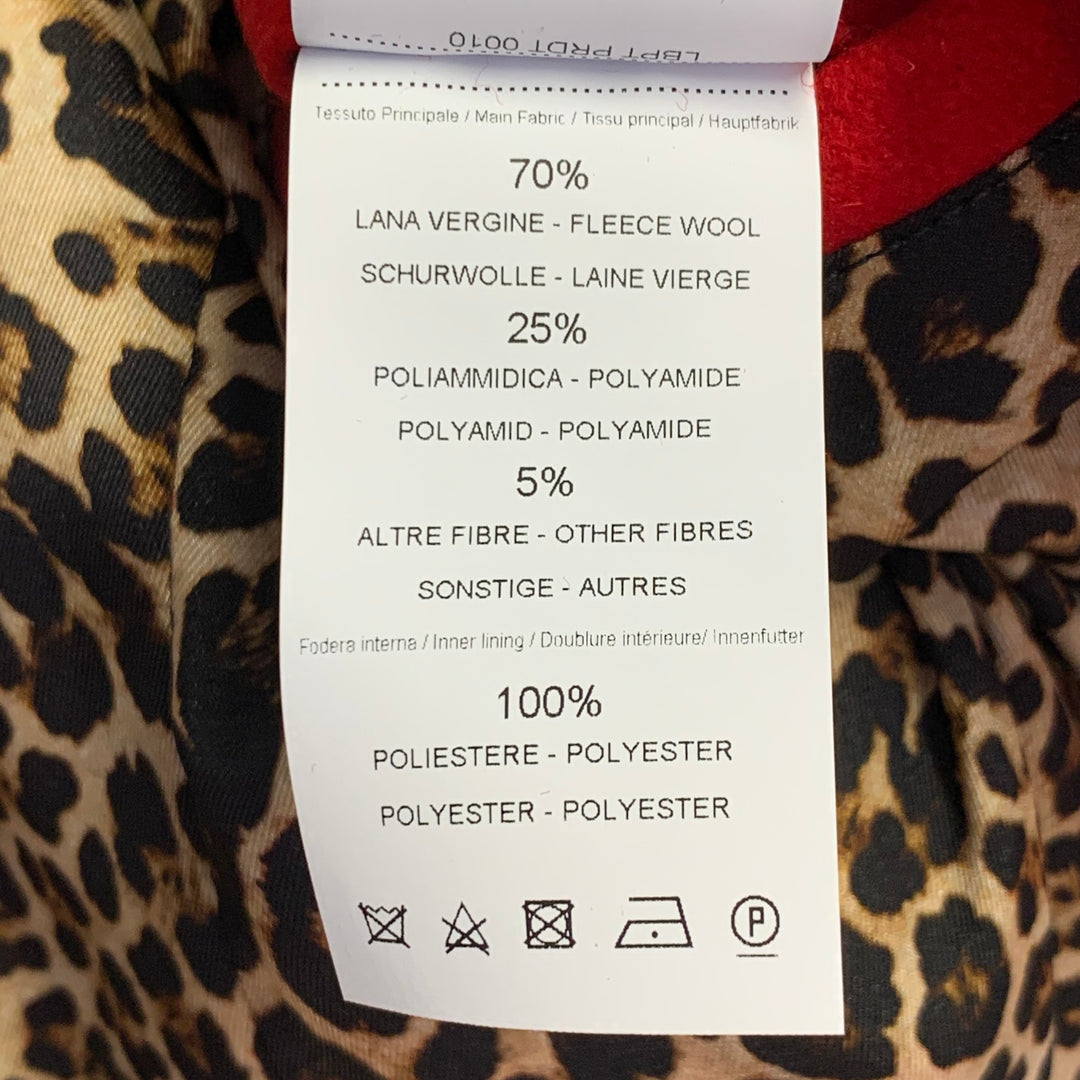 LBPT PRDT 0010
Tessuto Principale / Main Fabric / Tissu principal / Hauptfabrik
70%
LANA VERGINE - FLEECE WOOL
SCHURWOLLE - LAINE VIERGE
25%
POLIAMMIDICA - POLYAMIDE
POLYAMID - POLYAMIDE
5%
ALTRE FIBRE - OTHER FIBRES
SONSTIGE - AUTRES
Fodera interna / Inner lining / Doublure intérieure/ Innenfutter
100%
POLIESTERE - POLYESTER
POLYESTER - POLYESTER
P